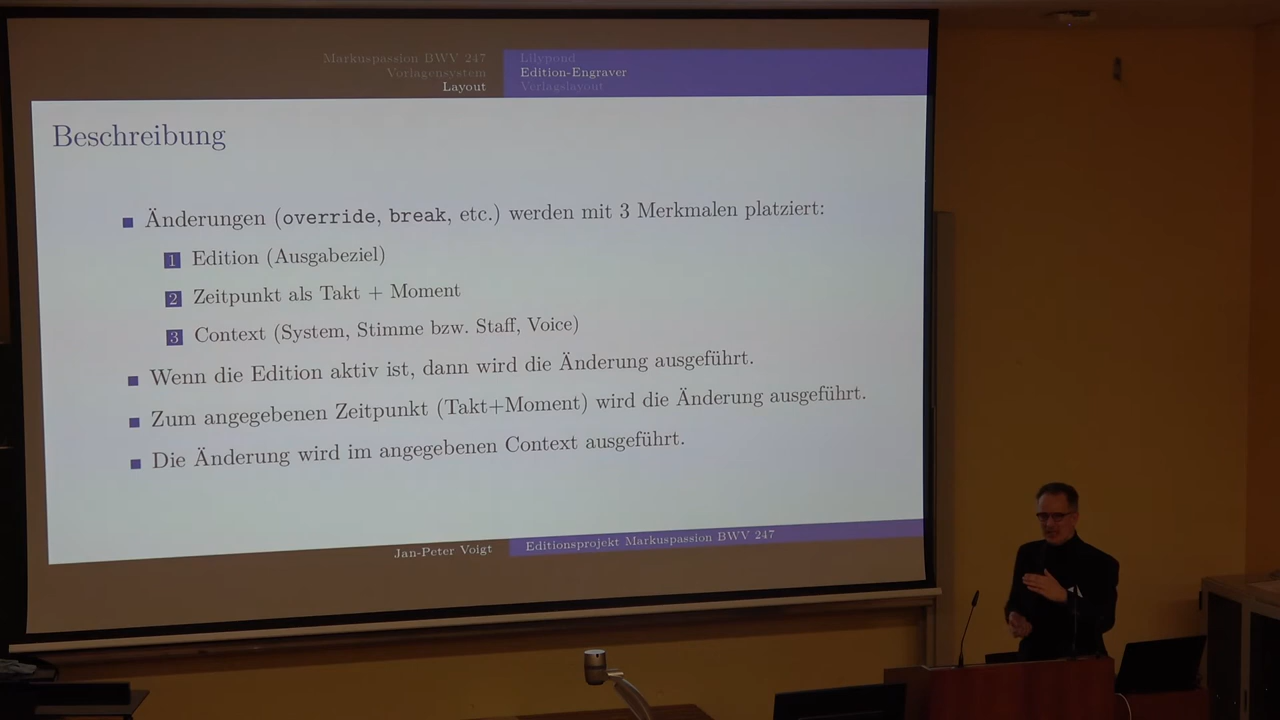 Markuspassion BWV 247
Vorlagensystem
Layout
Lilypond
Edition-Engraver
Verlagslayout
Beschreibung
Änderungen (override, break, etc.) werden mit 3 Merkmalen platziert:
1 Edition (Ausgabeziel)
2 Zeitpunkt als Takt + Moment
3 Context (System, Stimme bzw. Staff, Voice)
Wenn die Edition aktiv ist, dann wird die Änderung ausgeführt.
Zum angegebenen Zeitpunkt (Takt+Moment) wird die Änderung ausgeführt.
Die Änderung wird im angegebenen Context ausgeführt.
Jan-Peter Voigt
Editionsprojekt Markuspassion BWV 247